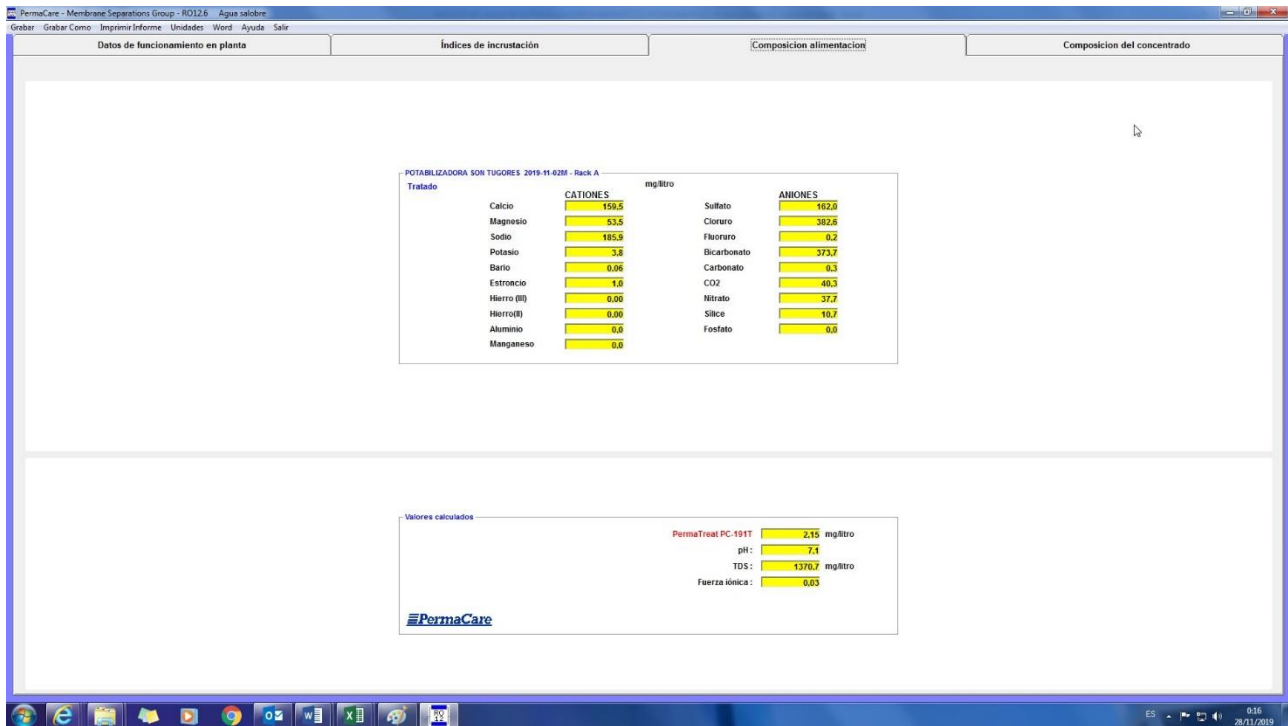 PermaCare - Membrane Separations Group - RO12.6 Agua salobre
Grabar Grabar Como Imprimir Informe Unidades Word Ayuda Salir
Datos de funcionamiento en planta Índices de incrustación Composicion alimentacion Composicion del concentrado
POTABILIZADORA SON TUGORES 2019-11-02M - Rack A
Tratado mg/litro
CATIONES ANIONES
Calcio 159,5 Sulfato 162,0
Magnesio 53,5 Cloruro 382,6
Sodio 185,9 Fluoruro 0,2
Potasio 3,8 Bicarbonato 373,7
Bario 0,06 Carbonato 0,3
Estroncio 1,0 CO2 40,3
Hierro (III) 0,00 Nitrato 37,7
Hierro(II) 0,00 Sílice 10,7
Aluminio 0,0 Fosfato 0,0
Manganeso 0,0
Valores calculados
PermaTreat PC-191T 2,15 mg/litro
pH : 7,1
TDS : 1370,7 mg/litro
Fuerza iónica : 0,03
PermaCare
RO
12
ES 0:16
28/11/2019